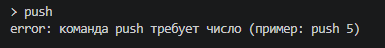 > push
error: команда push требует число (пример: push 5)